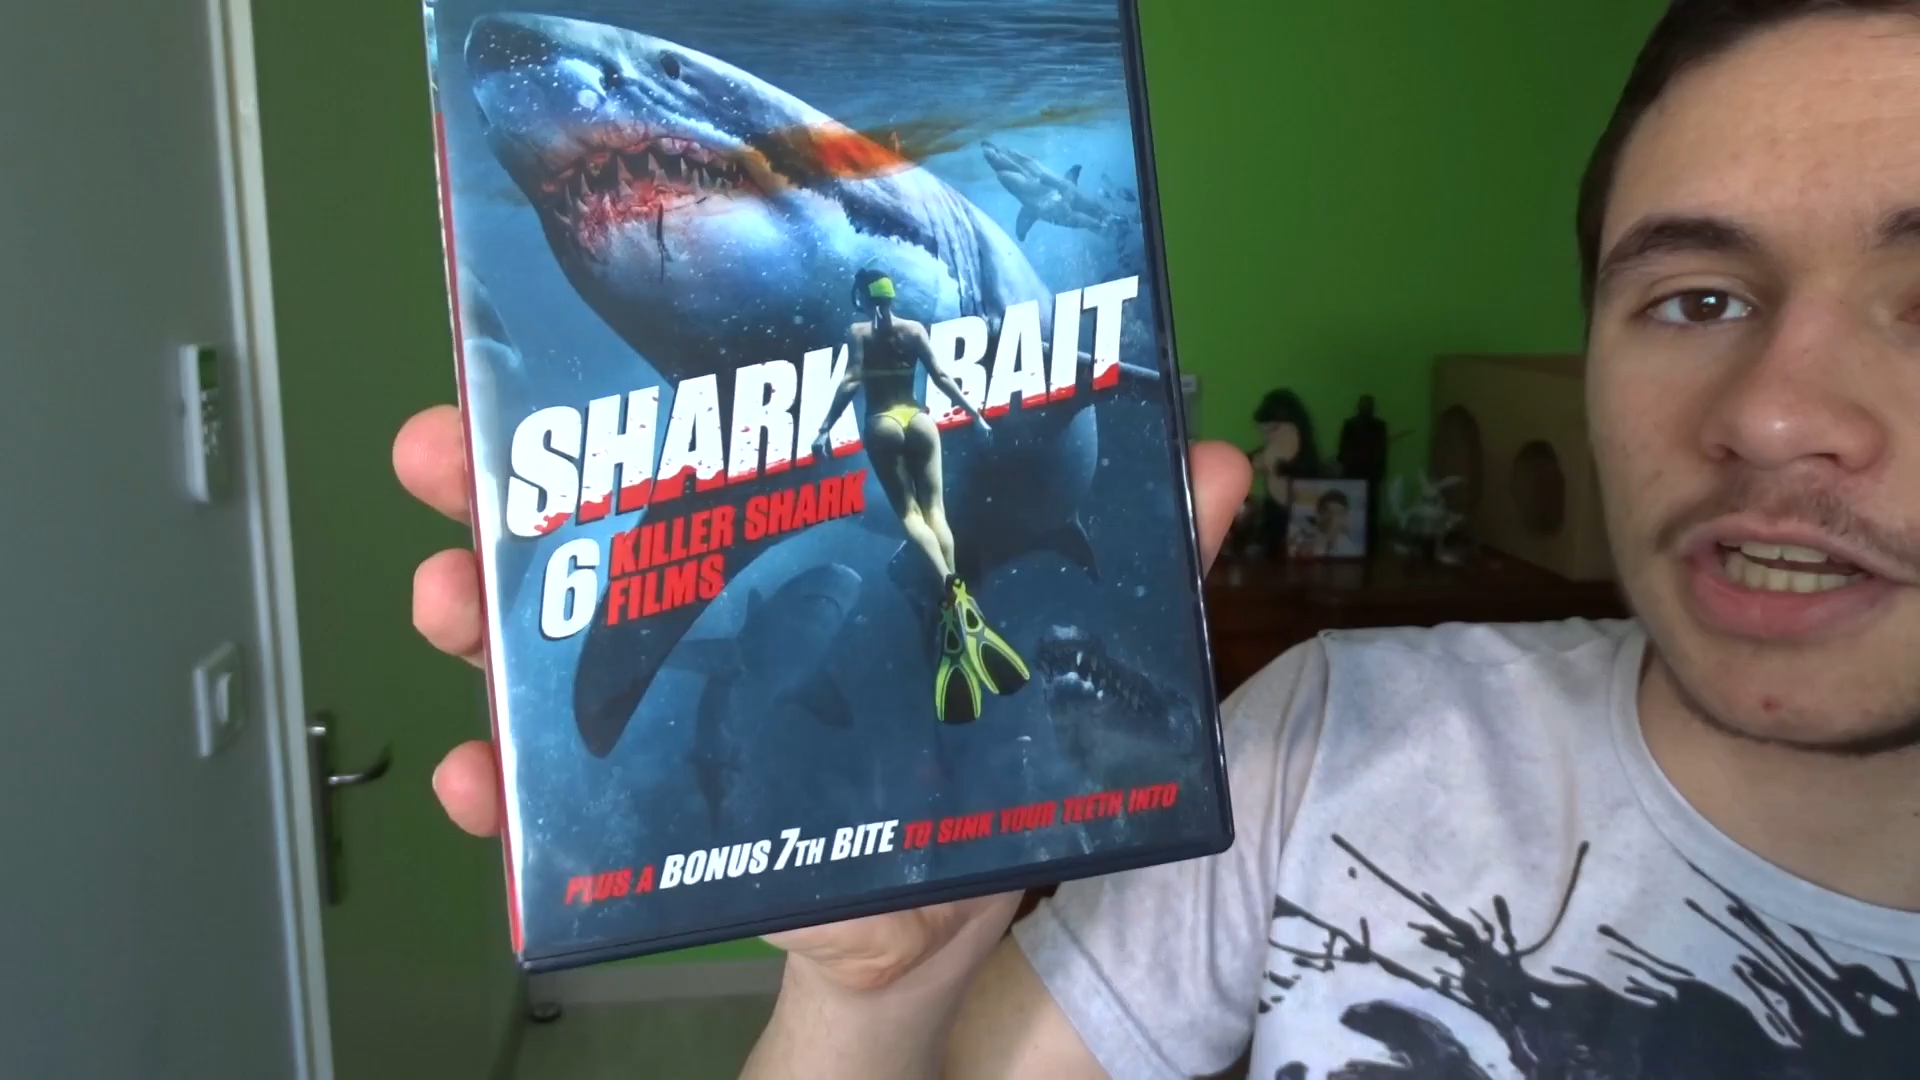 SHARK BAIT
6 KILLER SHARK
FILMS
PLUS A BONUS 7TH BITE TO SINK YOUR TEETH INTO